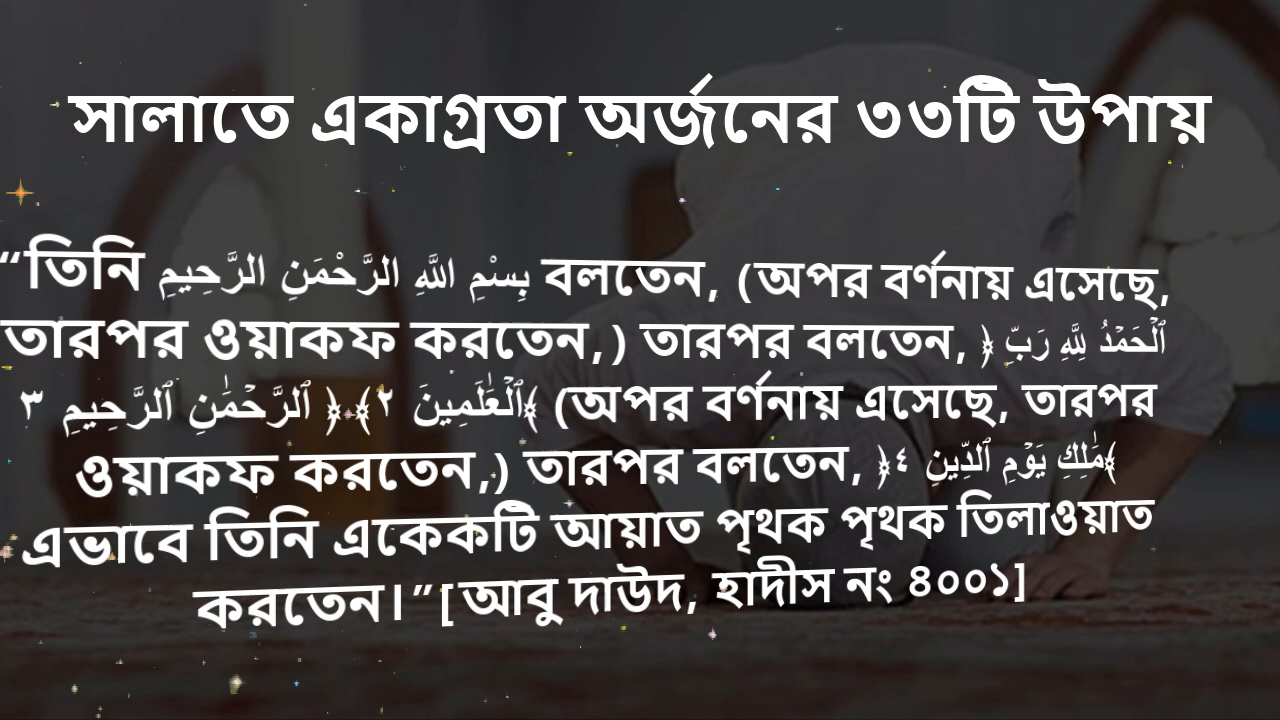 সালাতে একাগ্রতা অর্জনের ৩৩টি উপায়
“তিনি بِسْمِ اللَّهِ الرَّحْمَنِ الرَّحِيمِ বলতেন, (অপর বর্ণনায় এসেছে,
তারপর ওয়াকফ করতেন,) তারপর বলতেন, ﴿ ٱلۡحَمۡدُ لِلَّهِ رَبِّ
ٱلۡعَٰلَمِينَ ٢﴾﴿ ٱلرَّحۡمَٰنِ ٱلرَّحِيمِ ٣﴾ (অপর বর্ণনায় এসেছে, তারপর
ওয়াকফ করতেন,) তারপর বলতেন, ﴿مَٰلِكِ يَوۡمِ ٱلدِّينِ ٤﴾
এভাবে তিনি একেকটি আয়াত পৃথক পৃথক তিলাওয়াত
করতেন।”[আবু দাউদ, হাদীস নং ৪০০১]